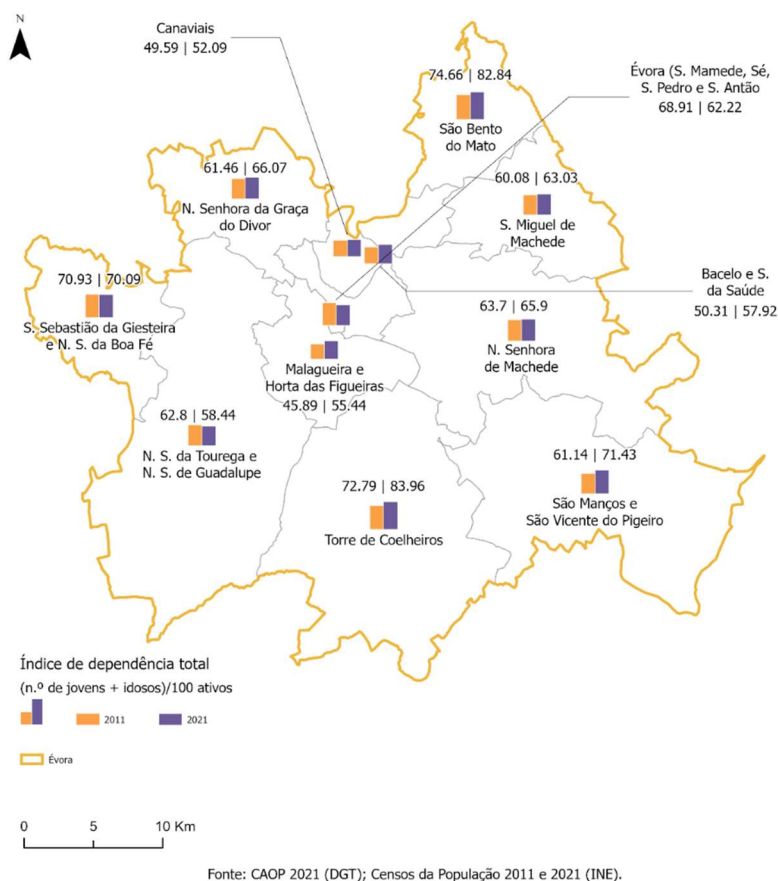 N
Canaviais
49.59 | 52.09
74.66 | 82.84
São Bento
do Mato
Évora (S. Mamede, Sé,
S. Pedro e S. Antão
68.91 | 62.22
61.46 | 66.07
N. Senhora da Graça
do Divor
60.08 | 63.03
S. Miguel de
Machede
70.93 | 70.09
S. Sebastião da Giesteira
e N. S. da Boa Fé
Bacelo e S.
da Saúde
50.31 | 57.92
63.7 | 65.9
N. Senhora
de Machede
Malagueira e
Horta das Figueiras
45.89 | 55.44
62.8 | 58.44
N. S. da Tourega e
N. S. de Guadalupe
61.14 | 71.43
São Manços e
São Vicente do Pigeiro
72.79 | 83.96
Torre de Coelheiros
Índice de dependência total
(n.º de jovens + idosos)/100 ativos
2011 2021
Évora
0 5 10 Km
Fonte: CAOP 2021 (DGT); Censos da População 2011 e 2021 (INE).